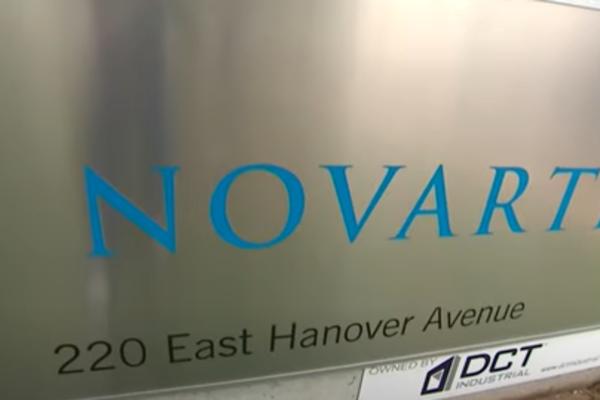 NOVARTI
220 East Hanover Avenue
OWNED BY
DCT
INDUSTRIAL